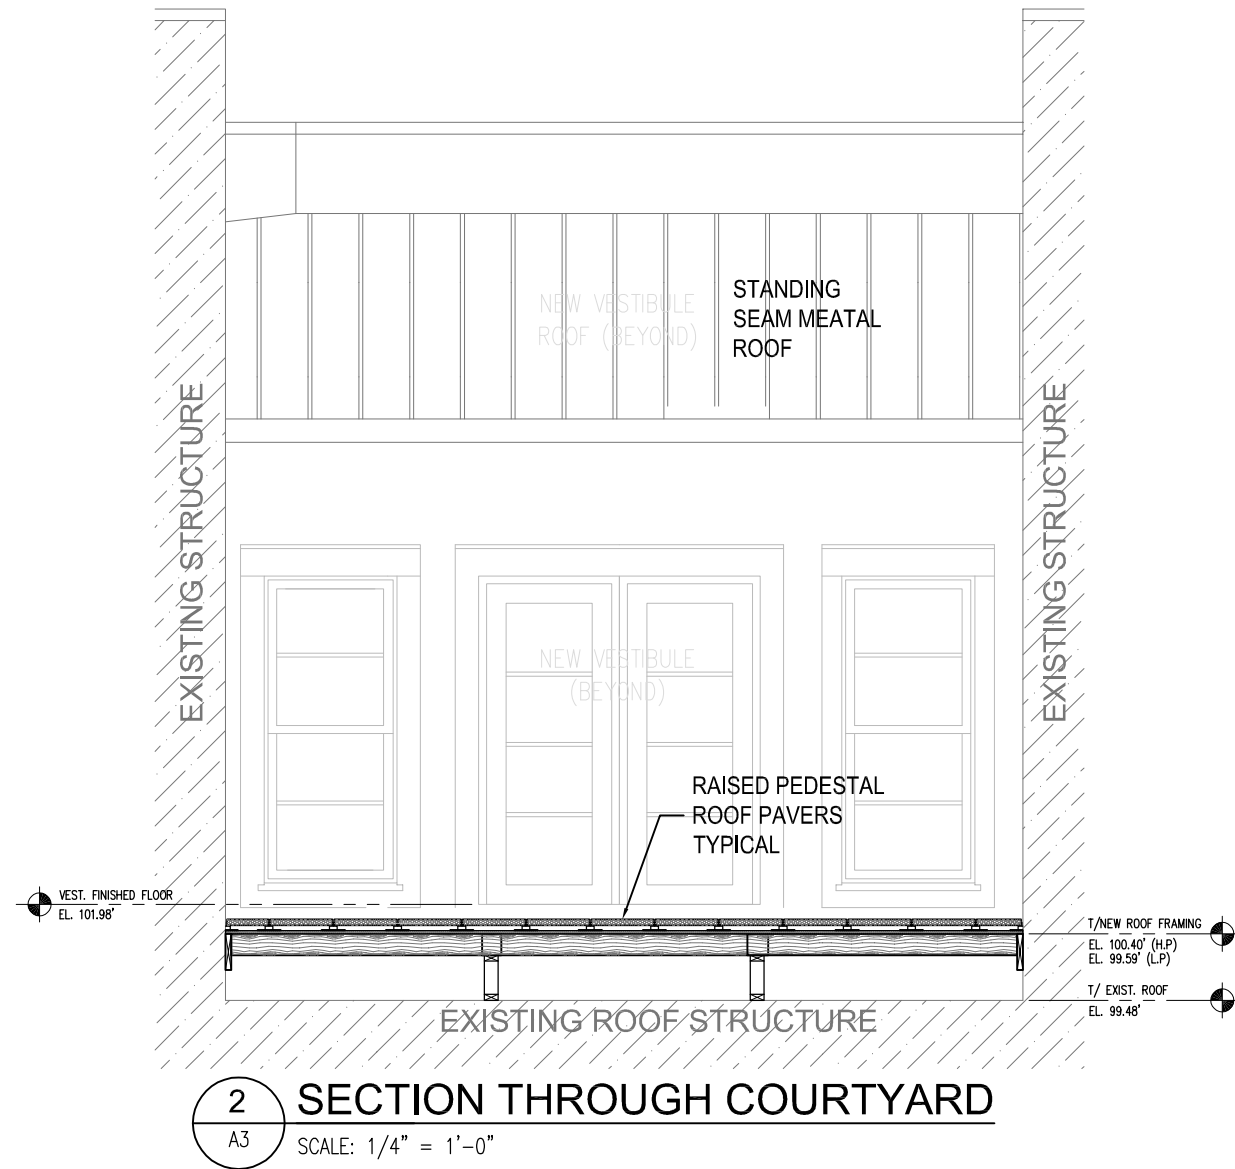 NEW VESTIBULE
ROOF (BEYOND)
STANDING
SEAM MEATAL
ROOF
EXISTING STRUCTURE
EXISTING STRUCTURE
NEW VESTIBULE
(BEYOND)
RAISED PEDESTAL
ROOF PAVERS
TYPICAL
VEST. FINISHED FLOOR
EL. 101.98'
T/NEW ROOF FRAMING
EL. 100.40' (H.P)
EL. 99.59' (L.P)
T/ EXIST. ROOF
EL. 99.48'
EXISTING ROOF STRUCTURE
2
A3
SECTION THROUGH COURTYARD
SCALE: 1/4" = 1'-0"